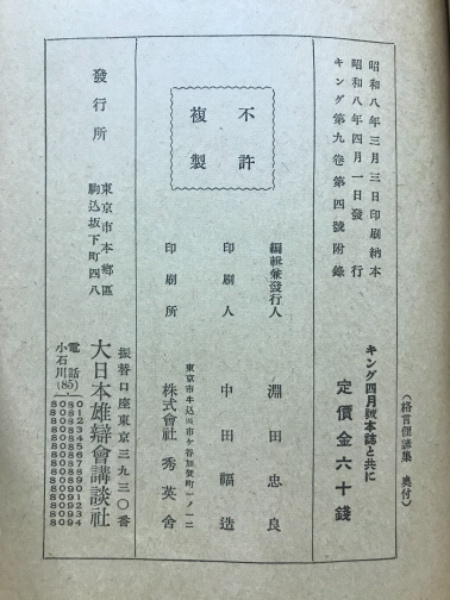 (格言俚諺集 奥付)
昭和八年三月三日印刷納本
昭和八年四月一日發行
キング第九卷第四號附錄
キング四月號本誌と共に
定價金六十錢
不許
複製
編輯兼發行人 淵田忠良
印刷人 中田福造
東京市牛込區市ケ谷加賀町一ノ一二
印刷所 株式會社 秀英舍
發行所
東京市本鄕區
駒込坂下町四八
大日本雄辯會講談社
振替口座東京三九三〇番
電話
小石川(85)